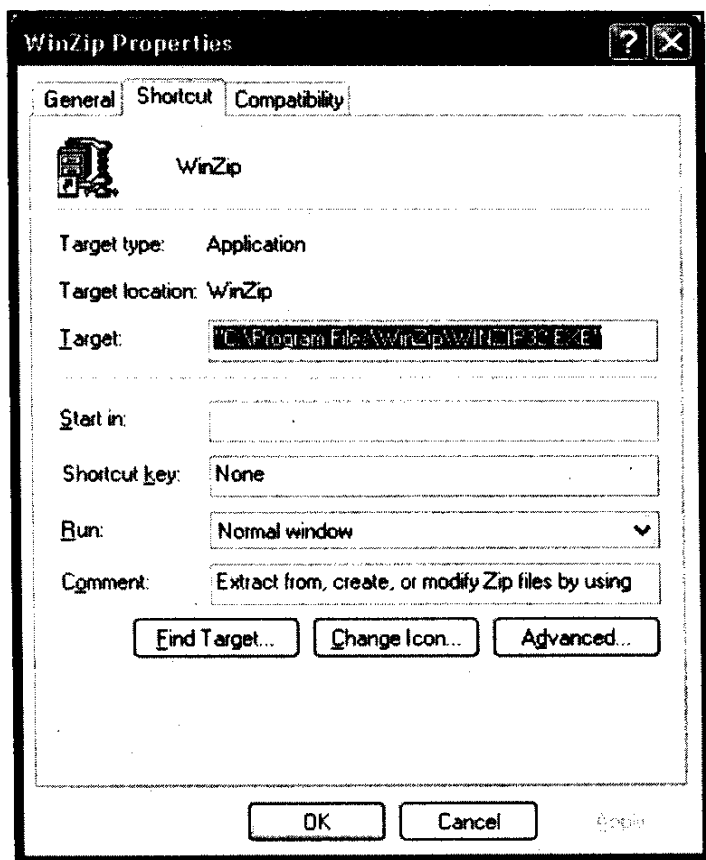 WinZip Properties
General Shortcut Compatibility
WinZip
Target type: Application
Target location: WinZip
Target: "C:\Program Files\WinZip\WINZIP32.EXE"
Start in:
Shortcut key: None
Run: Normal window
Comment: Extract from, create, or modify Zip files by using
Find Target... Change Icon... Advanced...
OK Cancel Apply